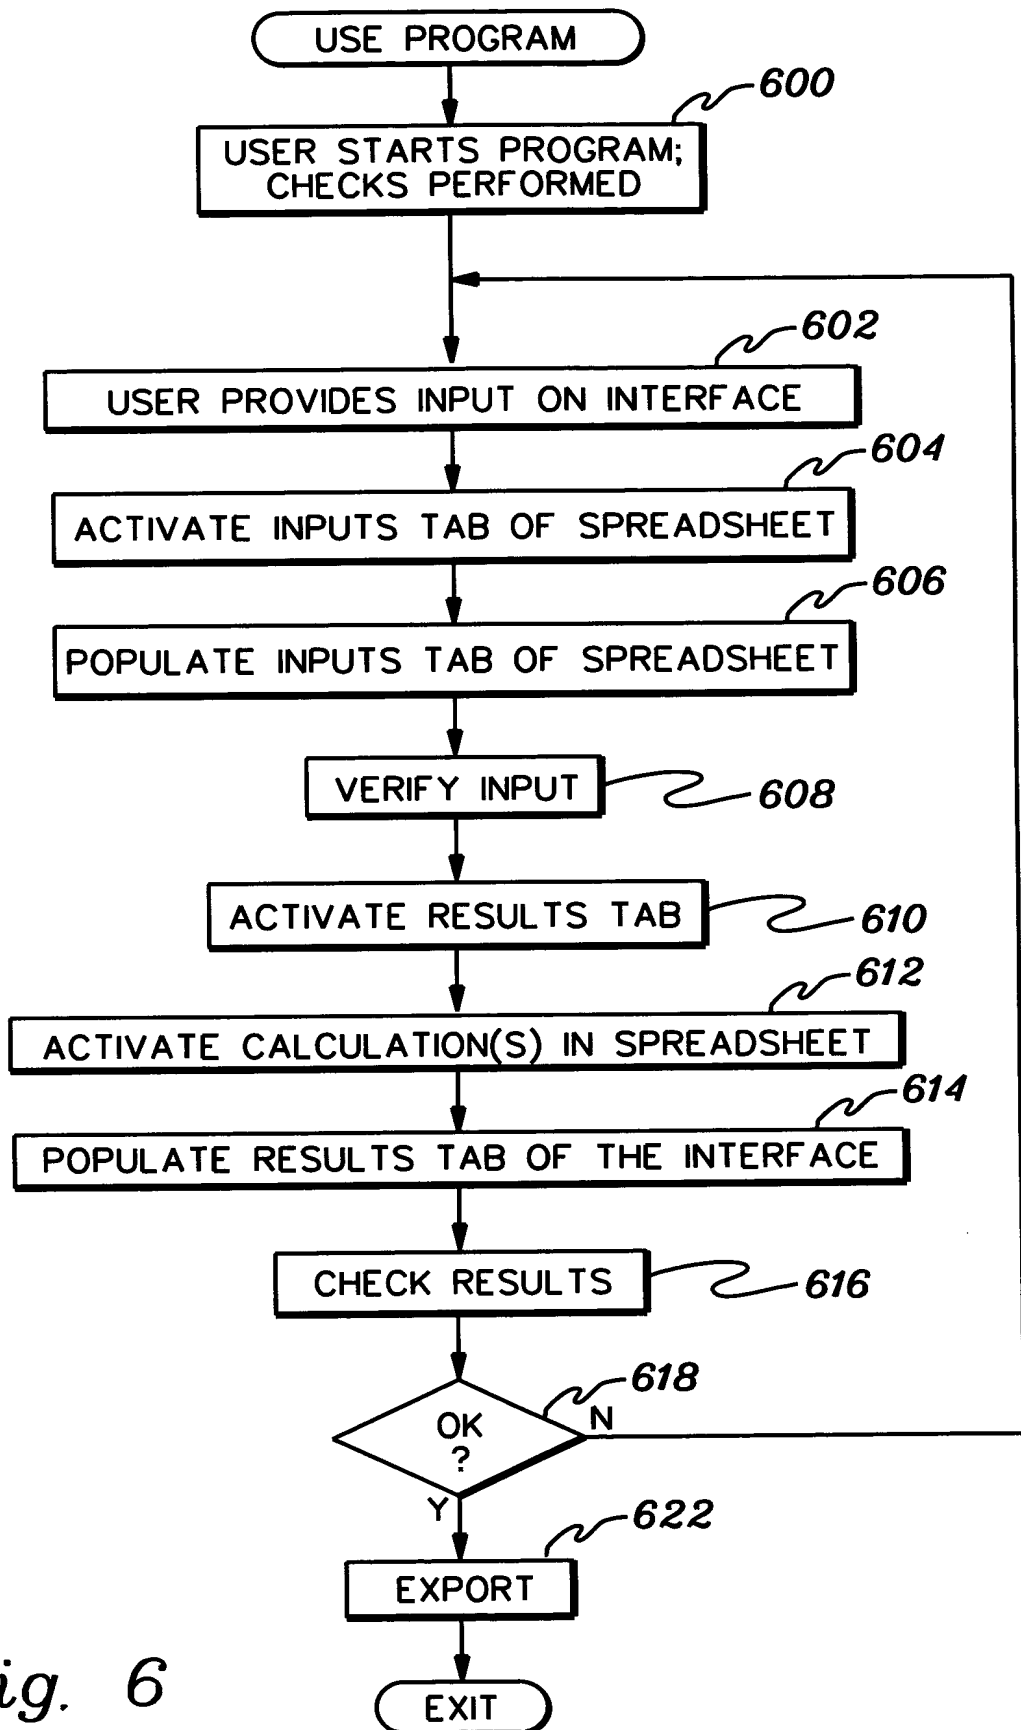 USE PROGRAM
600
USER STARTS PROGRAM;
CHECKS PERFORMED
602
USER PROVIDES INPUT ON INTERFACE
604
ACTIVATE INPUTS TAB OF SPREADSHEET
606
POPULATE INPUTS TAB OF SPREADSHEET
VERIFY INPUT
608
ACTIVATE RESULTS TAB
610
612
ACTIVATE CALCULATION(S) IN SPREADSHEET
614
POPULATE RESULTS TAB OF THE INTERFACE
CHECK RESULTS
616
618
OK
?
N
Y
622
EXPORT
ig. 6
EXIT